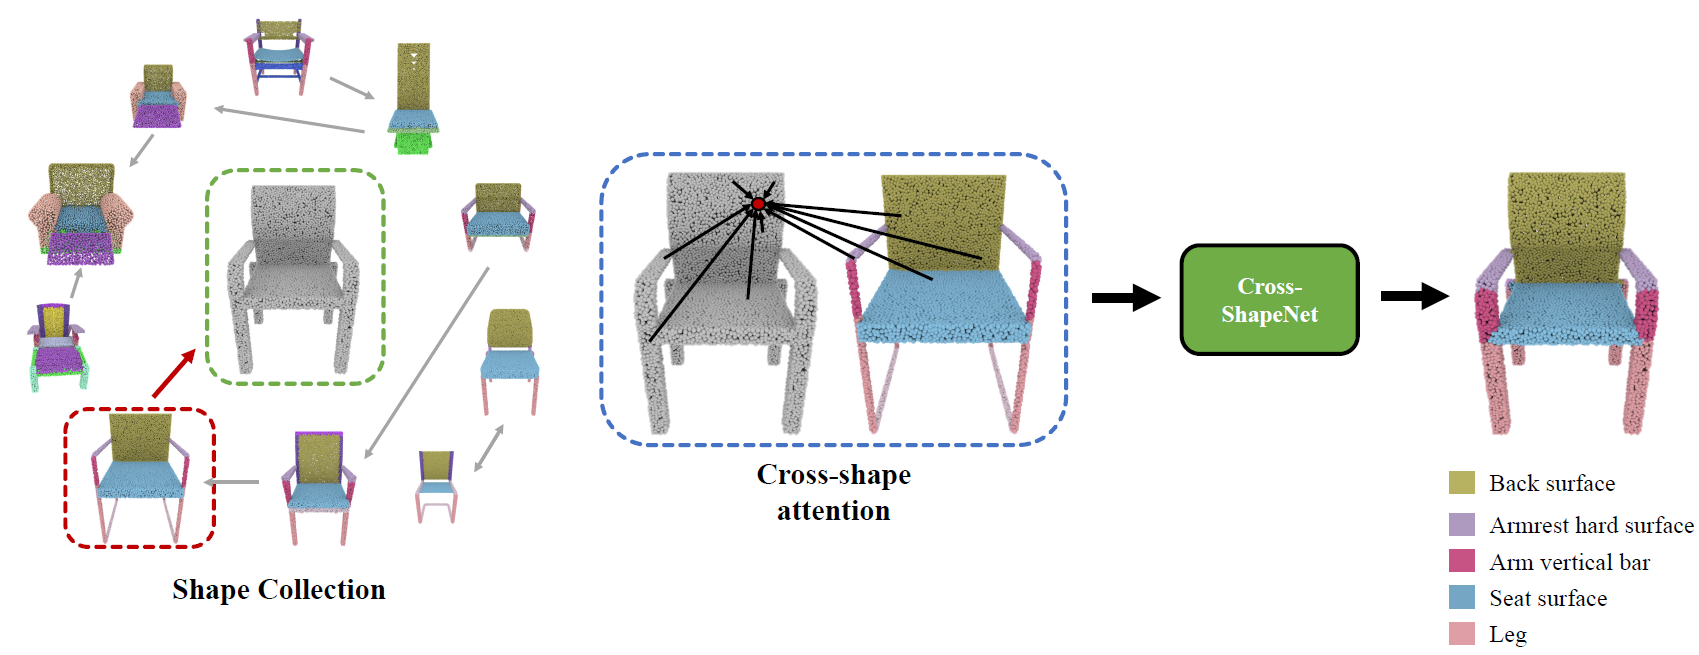 Shape Collection
Cross-shape
attention
Cross-
ShapeNet
Back surface
Armrest hard surface
Arm vertical bar
Seat surface
Leg